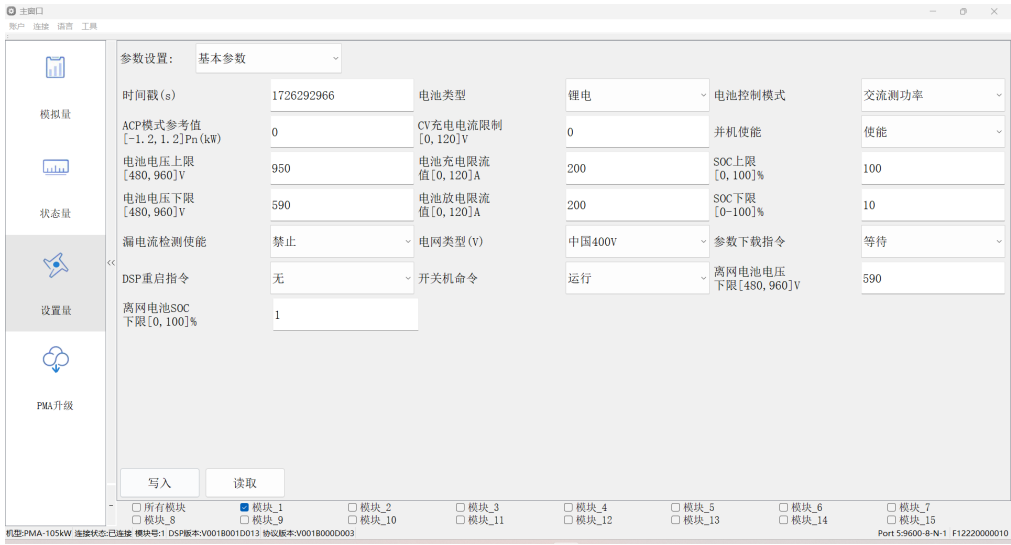 主窗口
账户 连接 语言 工具
模拟量
状态量
设置量
PMA升级
<<
参数设置: 基本参数
时间戳(s) 1726292966 电池类型 锂电 电池控制模式 交流测功率
ACP模式参考值 0 CV充电电流限制 0 并机使能 使能
[-1.2,1.2]Pn(kW) [0,120]V
电池电压上限 950 电池充电限流 200 SOC上限 100
[480,960]V 值[0,120]A [0,100]%
电池电压下限 590 电池放电限流 200 SOC下限 10
[480,960]V 值[0,120]A [0-100]%
漏电流检测使能 禁止 电网类型(V) 中国400V 参数下载指令 等待
DSP重启指令 无 开关机命令 运行 离网电池电压 590
下限[480,960]V
离网电池SOC 1
下限[0,100]%
写入 读取
所有模块 模块_1 模块_2 模块_3 模块_4 模块_5 模块_6 模块_7
模块_8 模块_9 模块_10 模块_11 模块_12 模块_13 模块_14 模块_15
机型:PMA-105kW 连接状态:已连接 模块号:1 DSP版本:V001B001D013 协议版本:V001B000D003 Port 5:9600-8-N-1 F12220000010